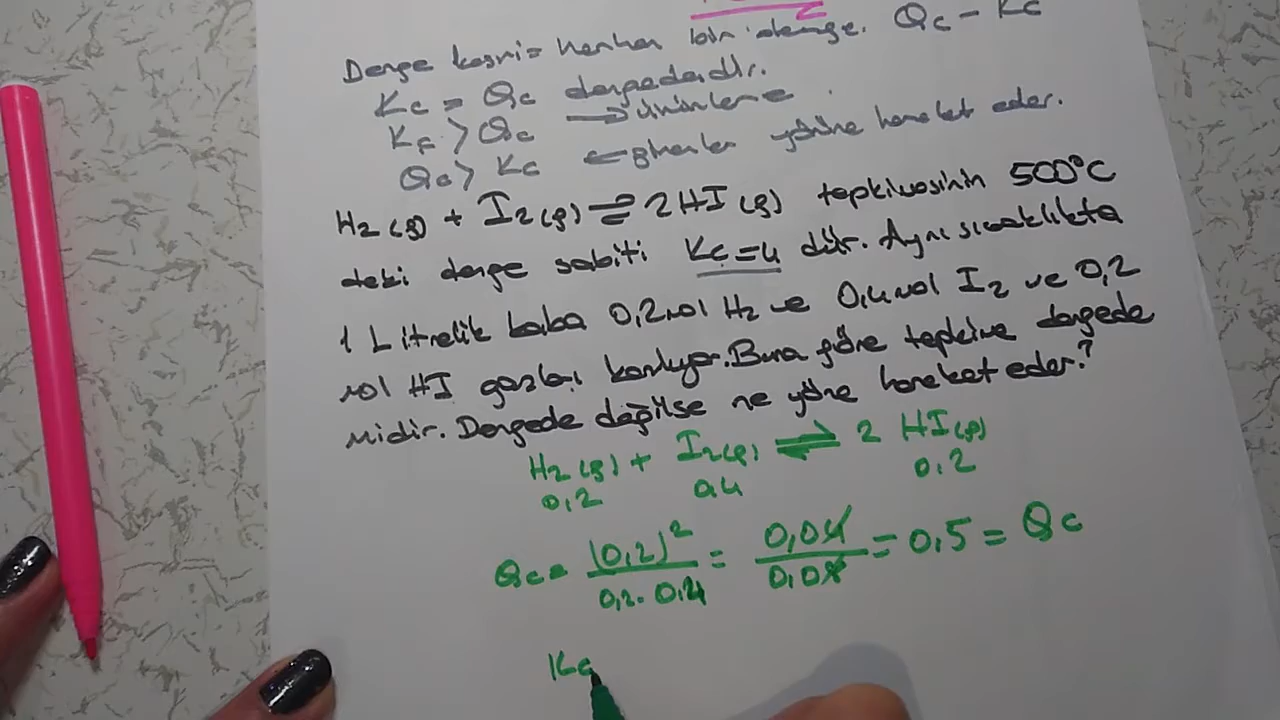 Denge kesri= herhan bir denge. Qc - Kc
Kc = Qc dengededir.
Kc > Qc → ürünlere
Qc > Kc ← girenler yönüne hareket eder.
H2(g) + I2(g) ⇌ 2HI(g) tepkimesinin 500°C
deki denge sabiti Kc=4 dür. Aynı sıcaklıkta
1 Litrelik kaba 0,2mol H2 ve 0,4mol I2 ve 0,2
mol HI gazları konuluyor. Buna göre tepkime dengede
midir. Dengede değilse ne yöne hareket eder?
H2(g) + I2(g) ⇌ 2 HI(g)
0,2 0,4 0,2
Qc = (0,2)² / 0,2 . 0,4 = 0,04 / 0,08 = 0,5 = Qc
Kc